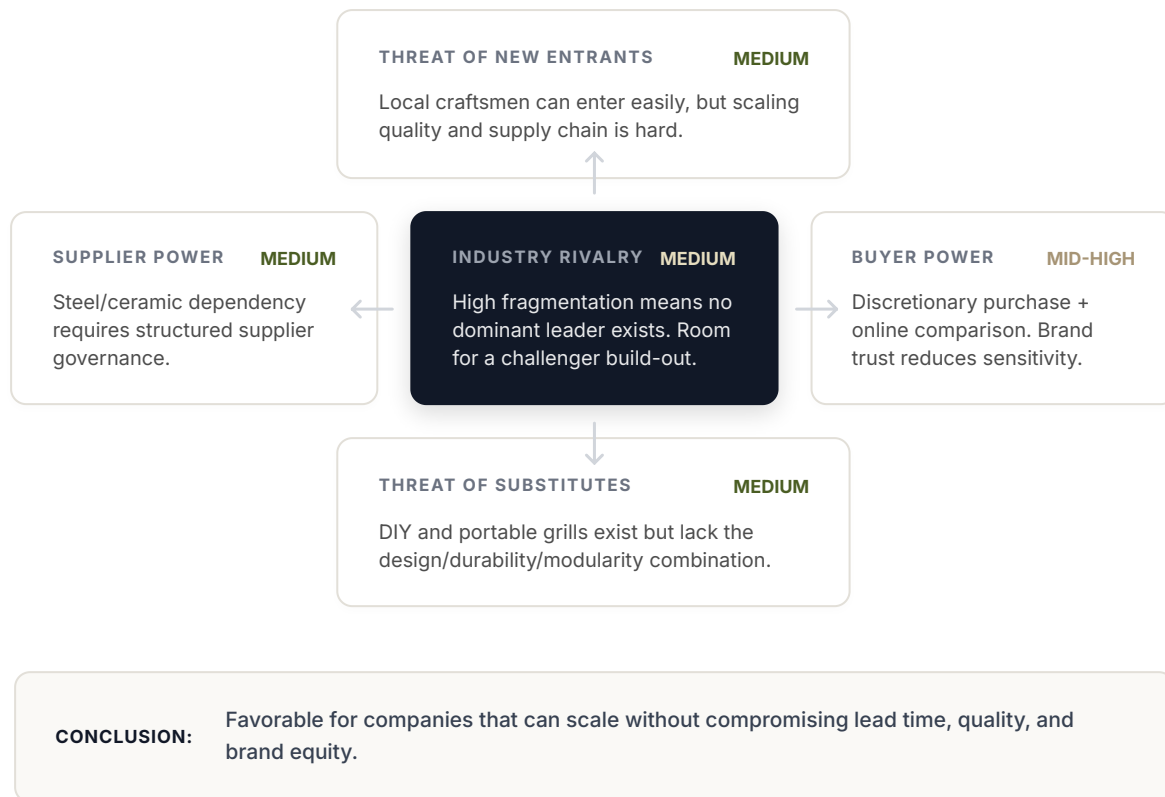 THREAT OF NEW ENTRANTS
MEDIUM
Local craftsmen can enter easily, but scaling
quality and supply chain is hard.
SUPPLIER POWER
MEDIUM
Steel/ceramic dependency
requires structured supplier
governance.
INDUSTRY RIVALRY
MEDIUM
High fragmentation means no
dominant leader exists. Room
for a challenger build-out.
BUYER POWER
MID-HIGH
Discretionary purchase +
online comparison. Brand
trust reduces sensitivity.
THREAT OF SUBSTITUTES
MEDIUM
DIY and portable grills exist but lack the
design/durability/modularity combination.
CONCLUSION:
Favorable for companies that can scale without compromising lead time, quality, and
brand equity.